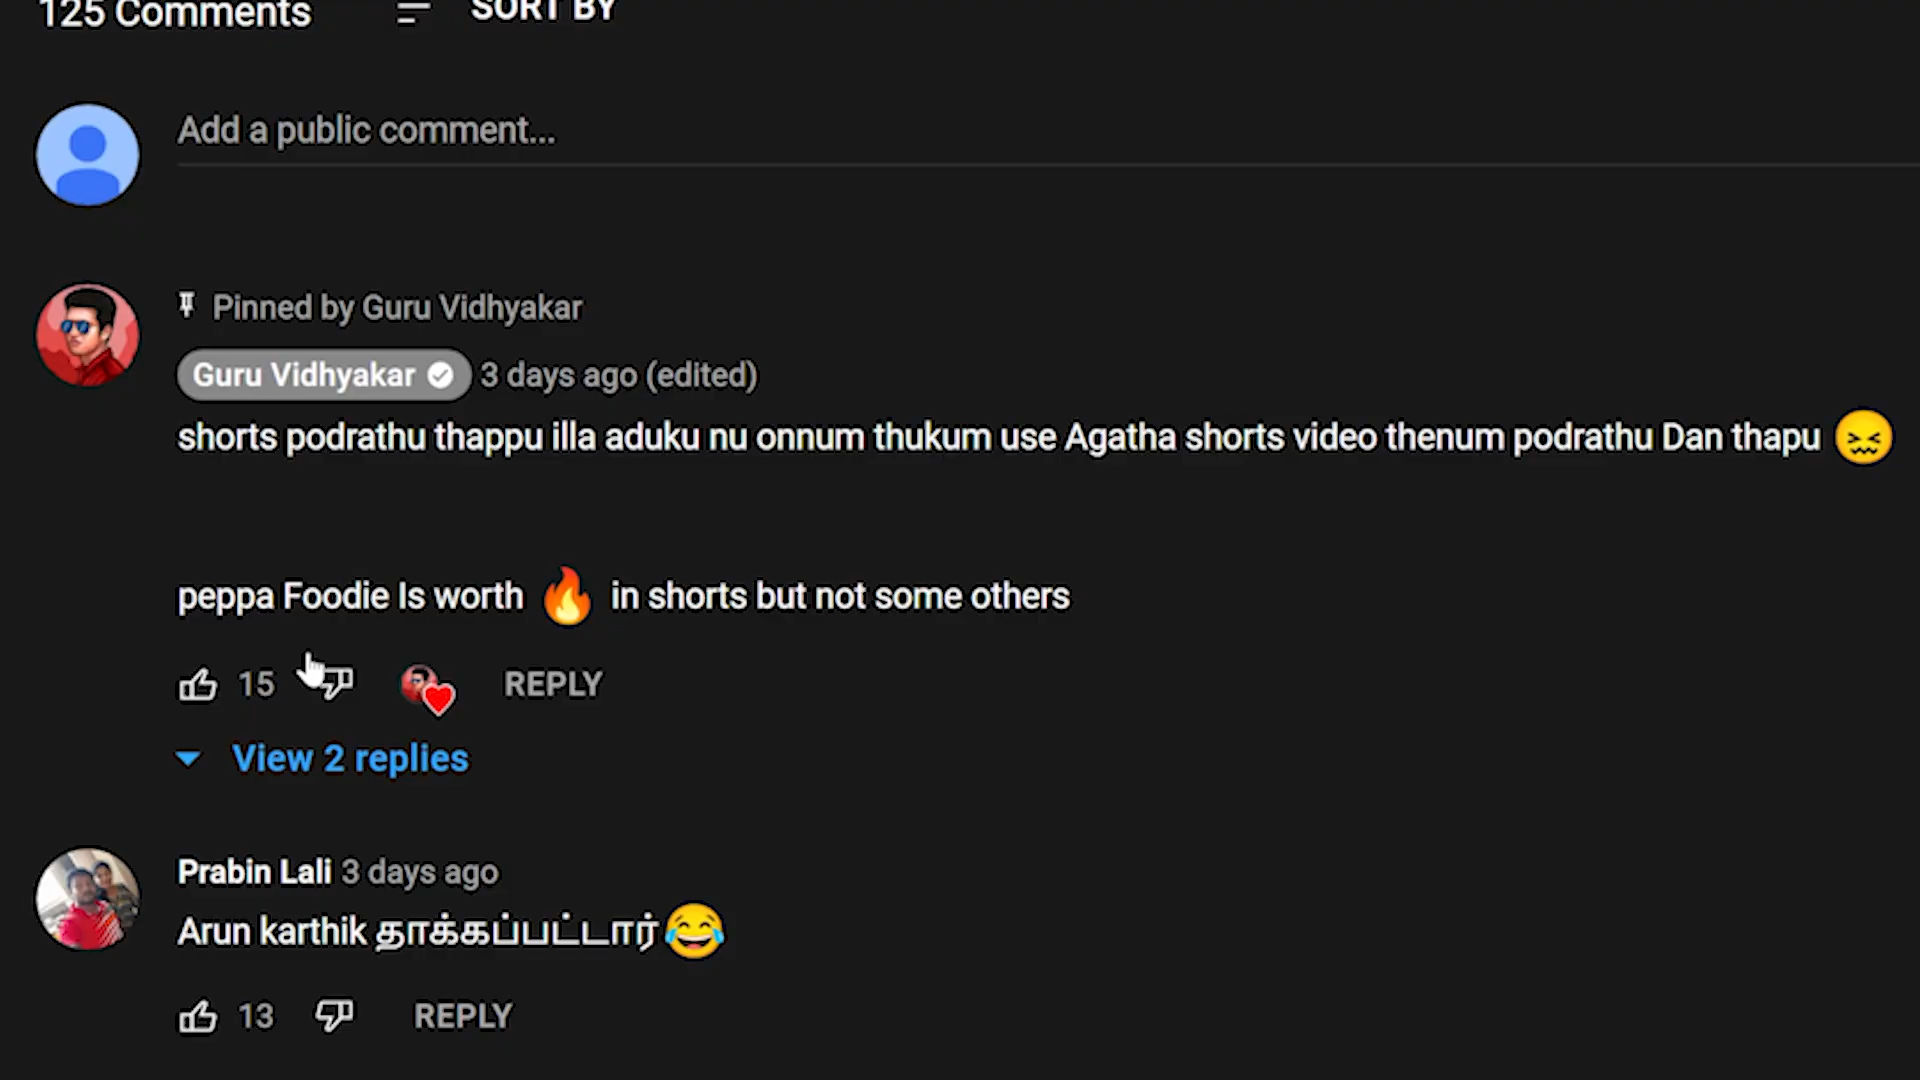 125 Comments
SORT BY
Add a public comment...
Pinned by Guru Vidhyakar
Guru Vidhyakar 3 days ago (edited)
shorts podrathu thappu illa aduku nu onnum thukum use Agatha shorts video thenum podrathu Dan thapu 😖
peppa Foodie Is worth 🔥 in shorts but not some others
15 REPLY
View 2 replies
Prabin Lali 3 days ago
Arun karthik தாக்கப்பட்டார்😂
13 REPLY